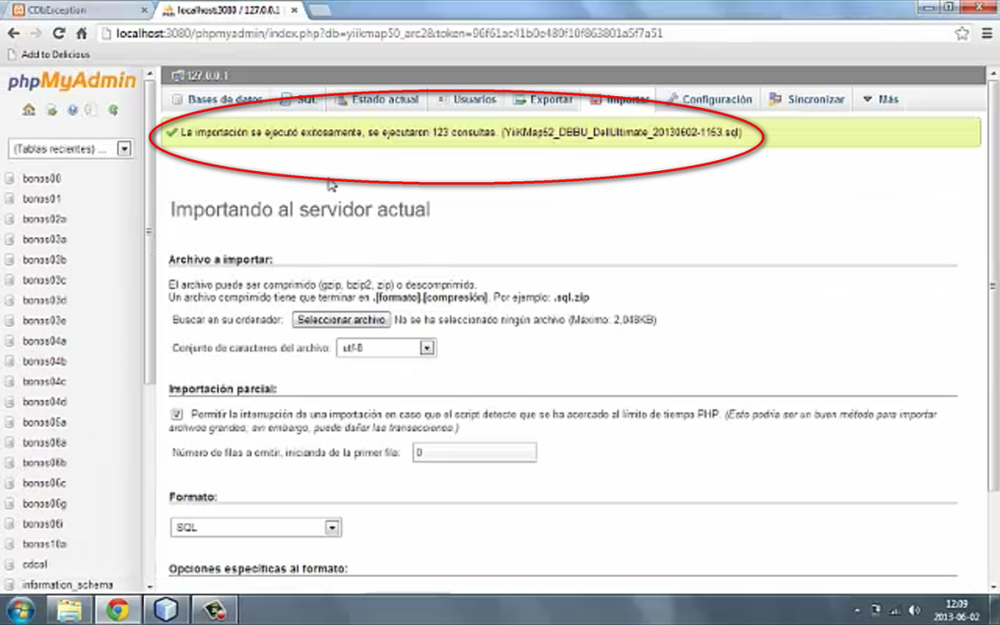 CDbException
localhost:3080 / 127.0.0.1 |
localhost:3080/phpmyadmin/index.php?db=yiikmap50_arc2&token=
Add to Delicious
phpMyAdmin
(Tablas recientes) ...
bonos00
bonos01
bonos02a
bonos03a
bonos03b
bonos03c
bonos03d
bonos03e
bonos04a
bonos04b
bonos04c
bonos04d
bonos05a
bonos06a
bonos06b
bonos06c
bonos06g
bonos06i
bonos10a
cdcol
information_schema
127.0.0.1
Bases de datos SQL Estado actual Usuarios Exportar Importar Configuración Sincronizar Más
La importación se ejecutó exitosamente, se ejecutaron 123 consultas. (YiiKMap52_DBBU_DellUltimate_20130602-1153.sql)
Importando al servidor actual
Archivo a importar:
El archivo puede ser comprimido (gzip, bzip2, zip) o descomprimido.
Un archivo comprimido tiene que terminar en .[formato].[compresión]. Por ejemplo: .sql.zip
Buscar en su ordenador: Seleccionar archivo No se ha seleccionado ningún archivo (Máximo: 2,048KB)
Conjunto de caracteres del archivo: utf-8
Importación parcial:
Permitir la interrupción de una importación en caso que el script detecte que se ha acercado al límite de tiempo PHP. (Esto podría ser un buen método para importar
archivos grandes; sin embargo, puede dañar las transacciones.)
Número de filas a omitir, iniciando de la primer fila: 0
Formato:
SQL
Opciones específicas al formato:
12:09
2013-06-02